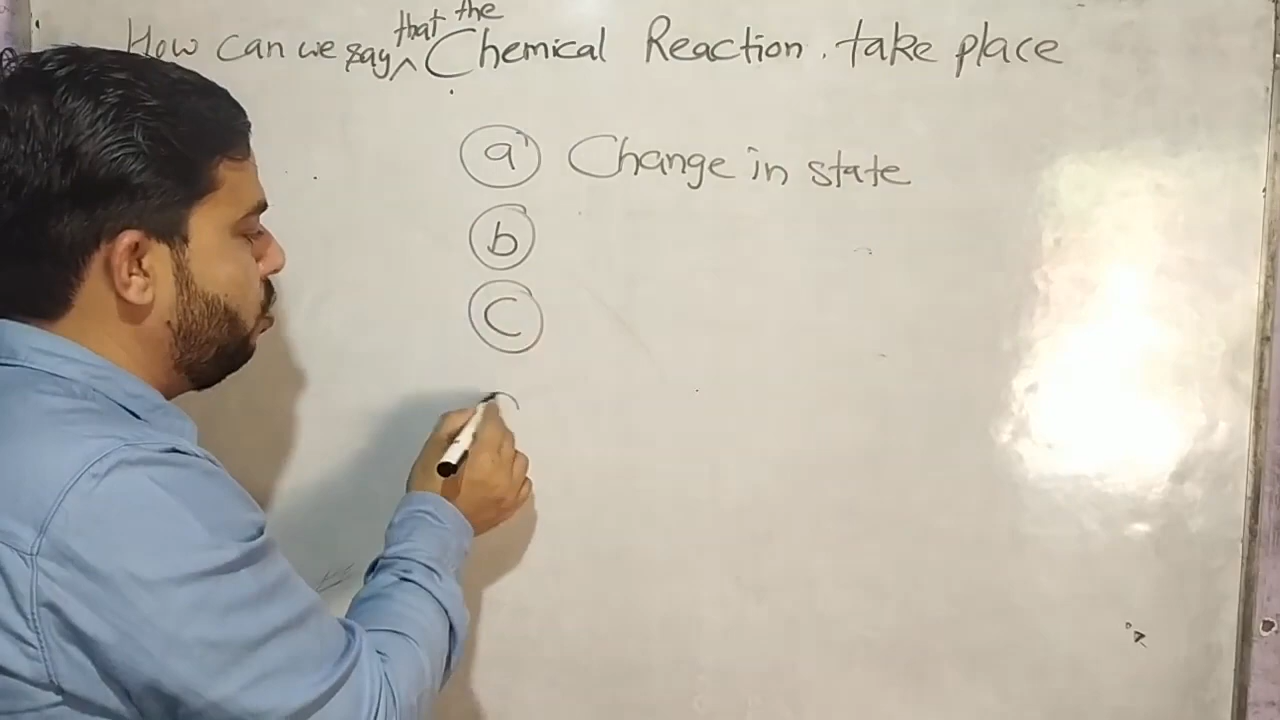 How can we say that the Chemical Reaction. take place
a Change in state
b
c